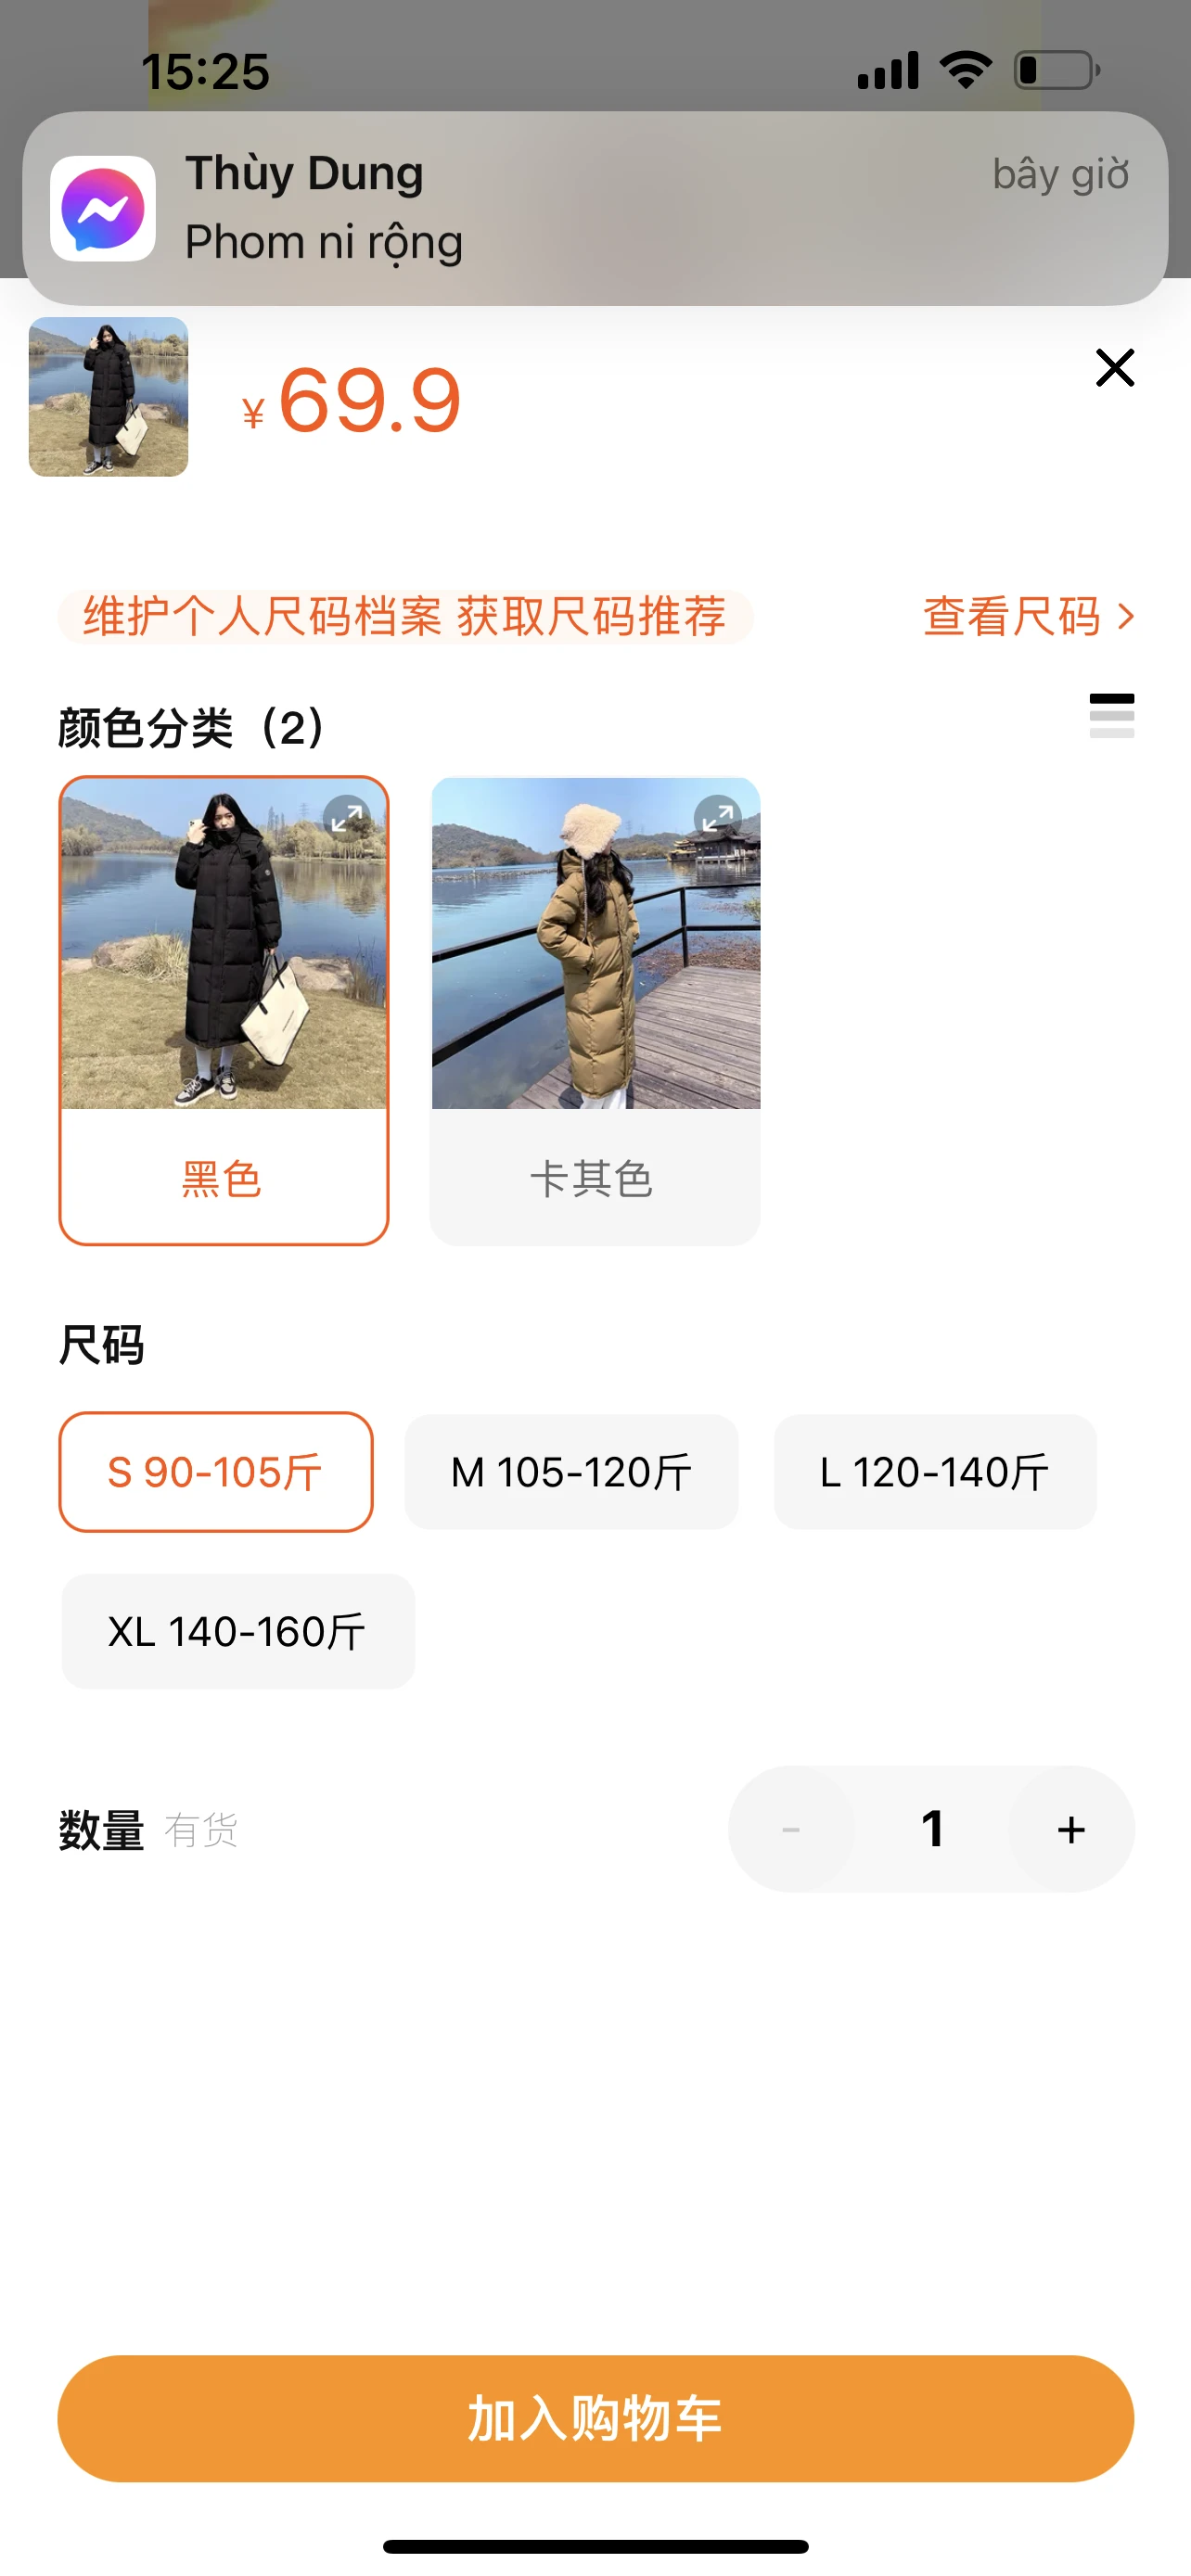 15:25
Thùy Dung
bây giờ
Phom ni rộng
¥69.9
维护个人尺码档案 获取尺码推荐
查看尺码 >
颜色分类（2）
黑色
卡其色
尺码
S 90-105斤
M 105-120斤
L 120-140斤
XL 140-160斤
数量 有货
- 1 +
加入购物车